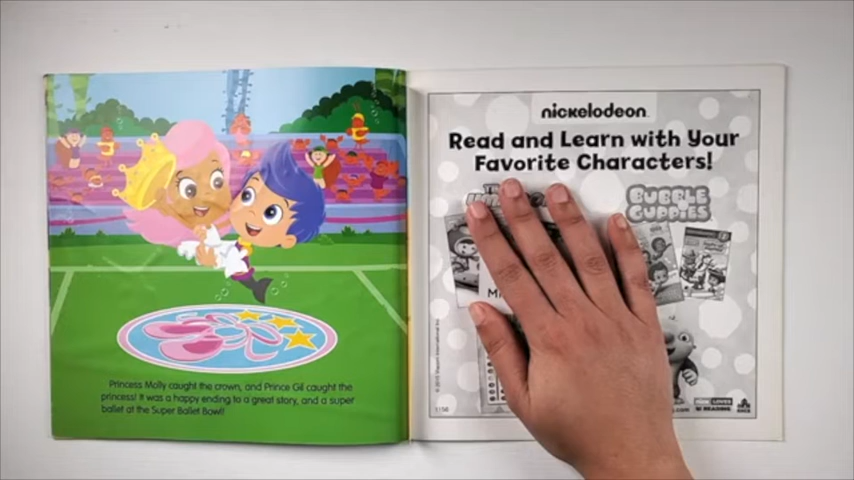 Princess Molly caught the crown, and Prince Gil caught the
princess! It was a happy ending to a great story, and a super
ballet at the Super Ballet Bowl!
nickelodeon
Read and Learn with Your
Favorite Characters!
BUBBLE
GUPPIES